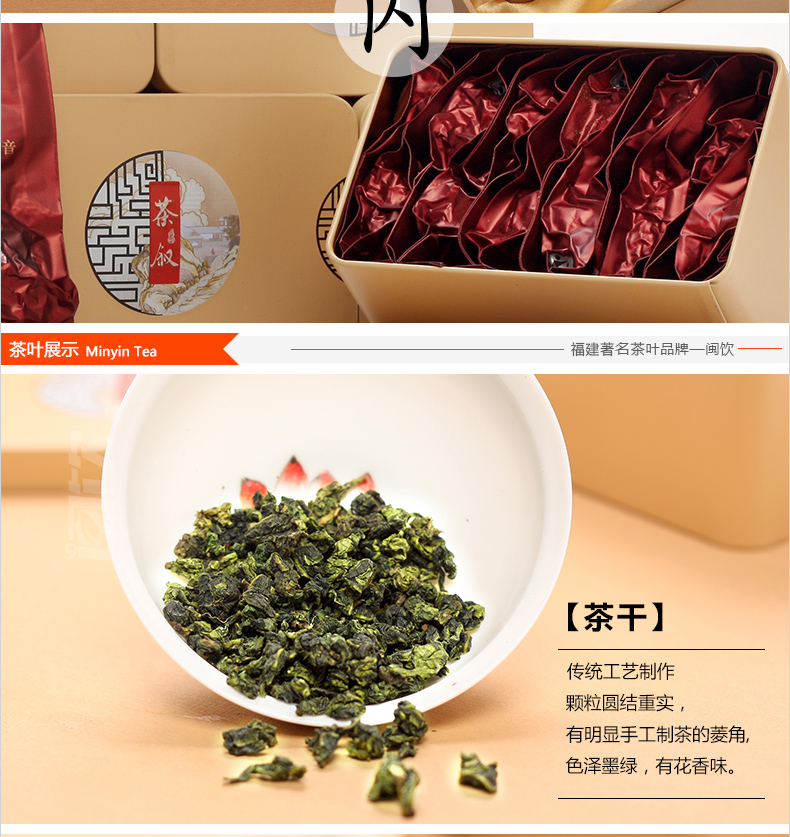 内
音
茶
叙
茶叶展示 Minyin Tea
福建著名茶叶品牌—闽饮
【茶干】
传统工艺制作
颗粒圆结重实，
有明显手工制茶的菱角,
色泽墨绿，有花香味。